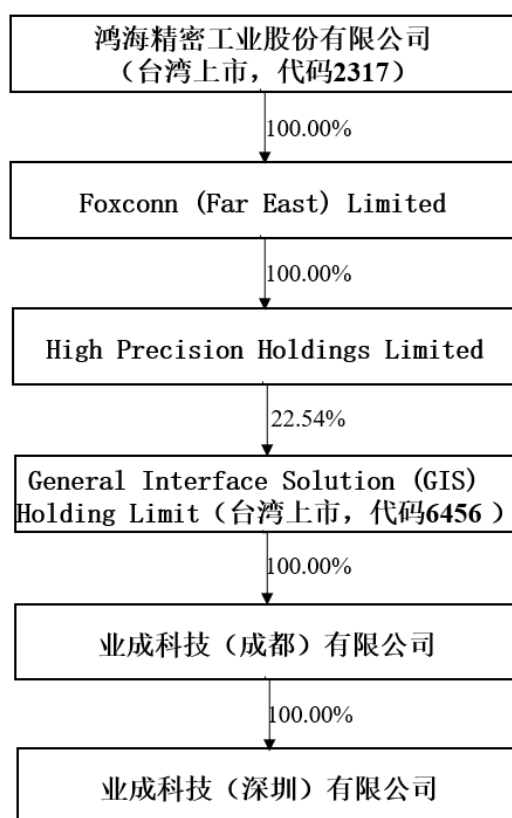 鸿海精密工业股份有限公司
（台湾上市，代码2317）
100.00%
Foxconn (Far East) Limited
100.00%
High Precision Holdings Limited
22.54%
General Interface Solution (GIS)
Holding Limit（台湾上市，代码6456 ）
100.00%
业成科技（成都）有限公司
100.00%
业成科技（深圳）有限公司